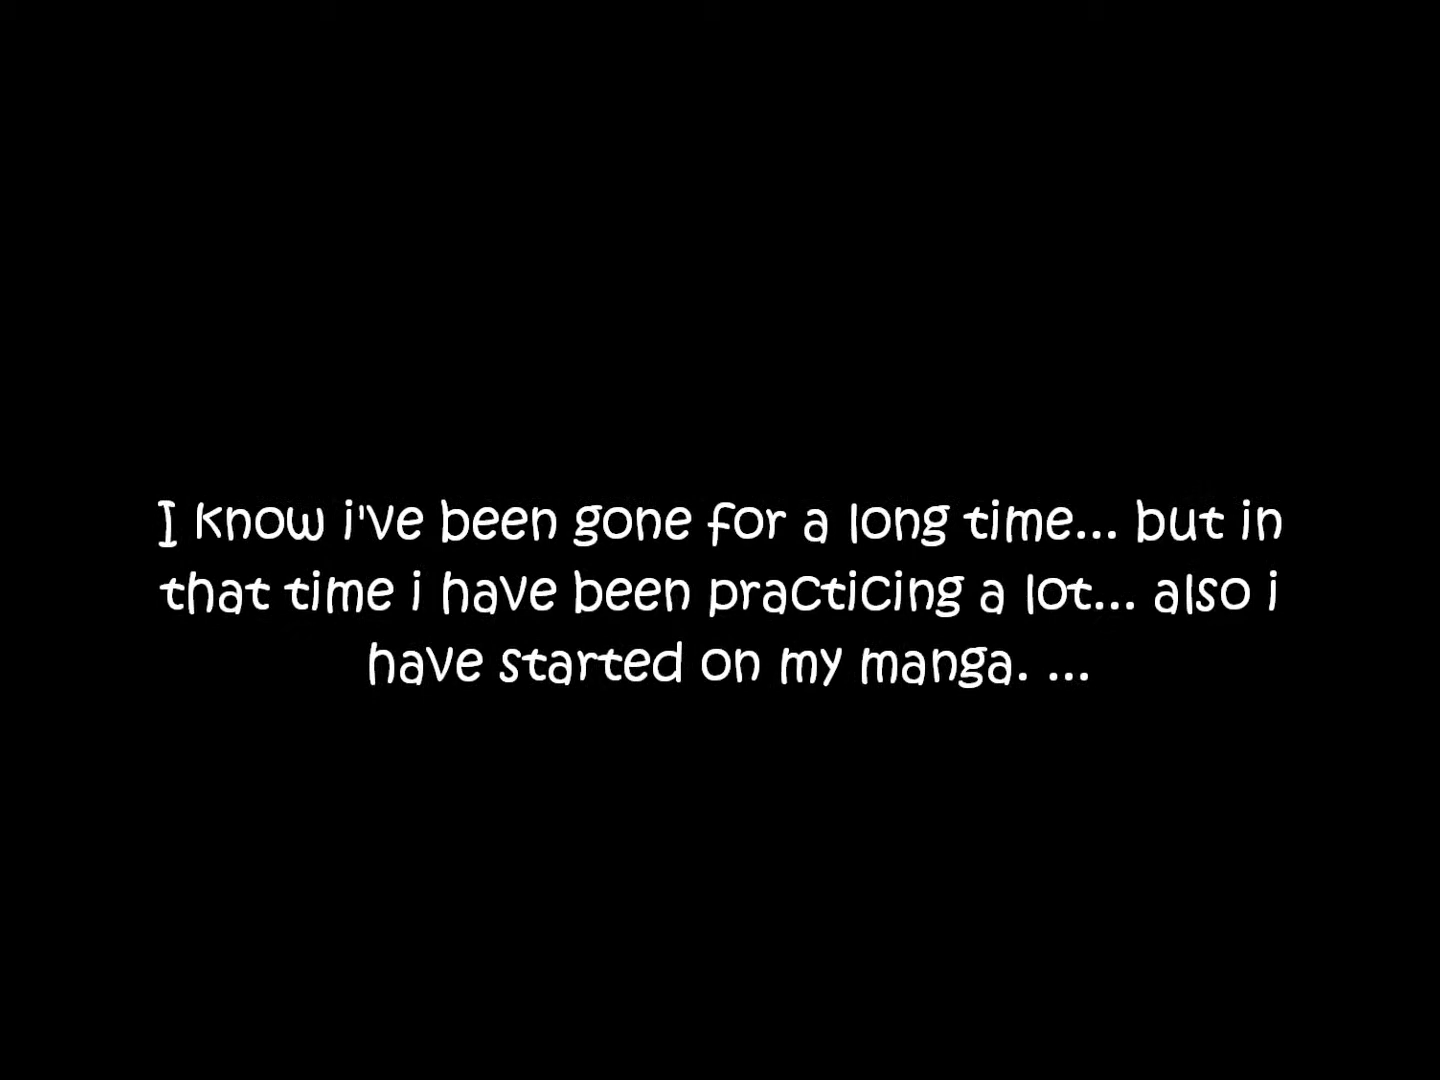 I know i've been gone for a long time... but in
that time i have been practicing a lot... also i
have started on my manga. ...